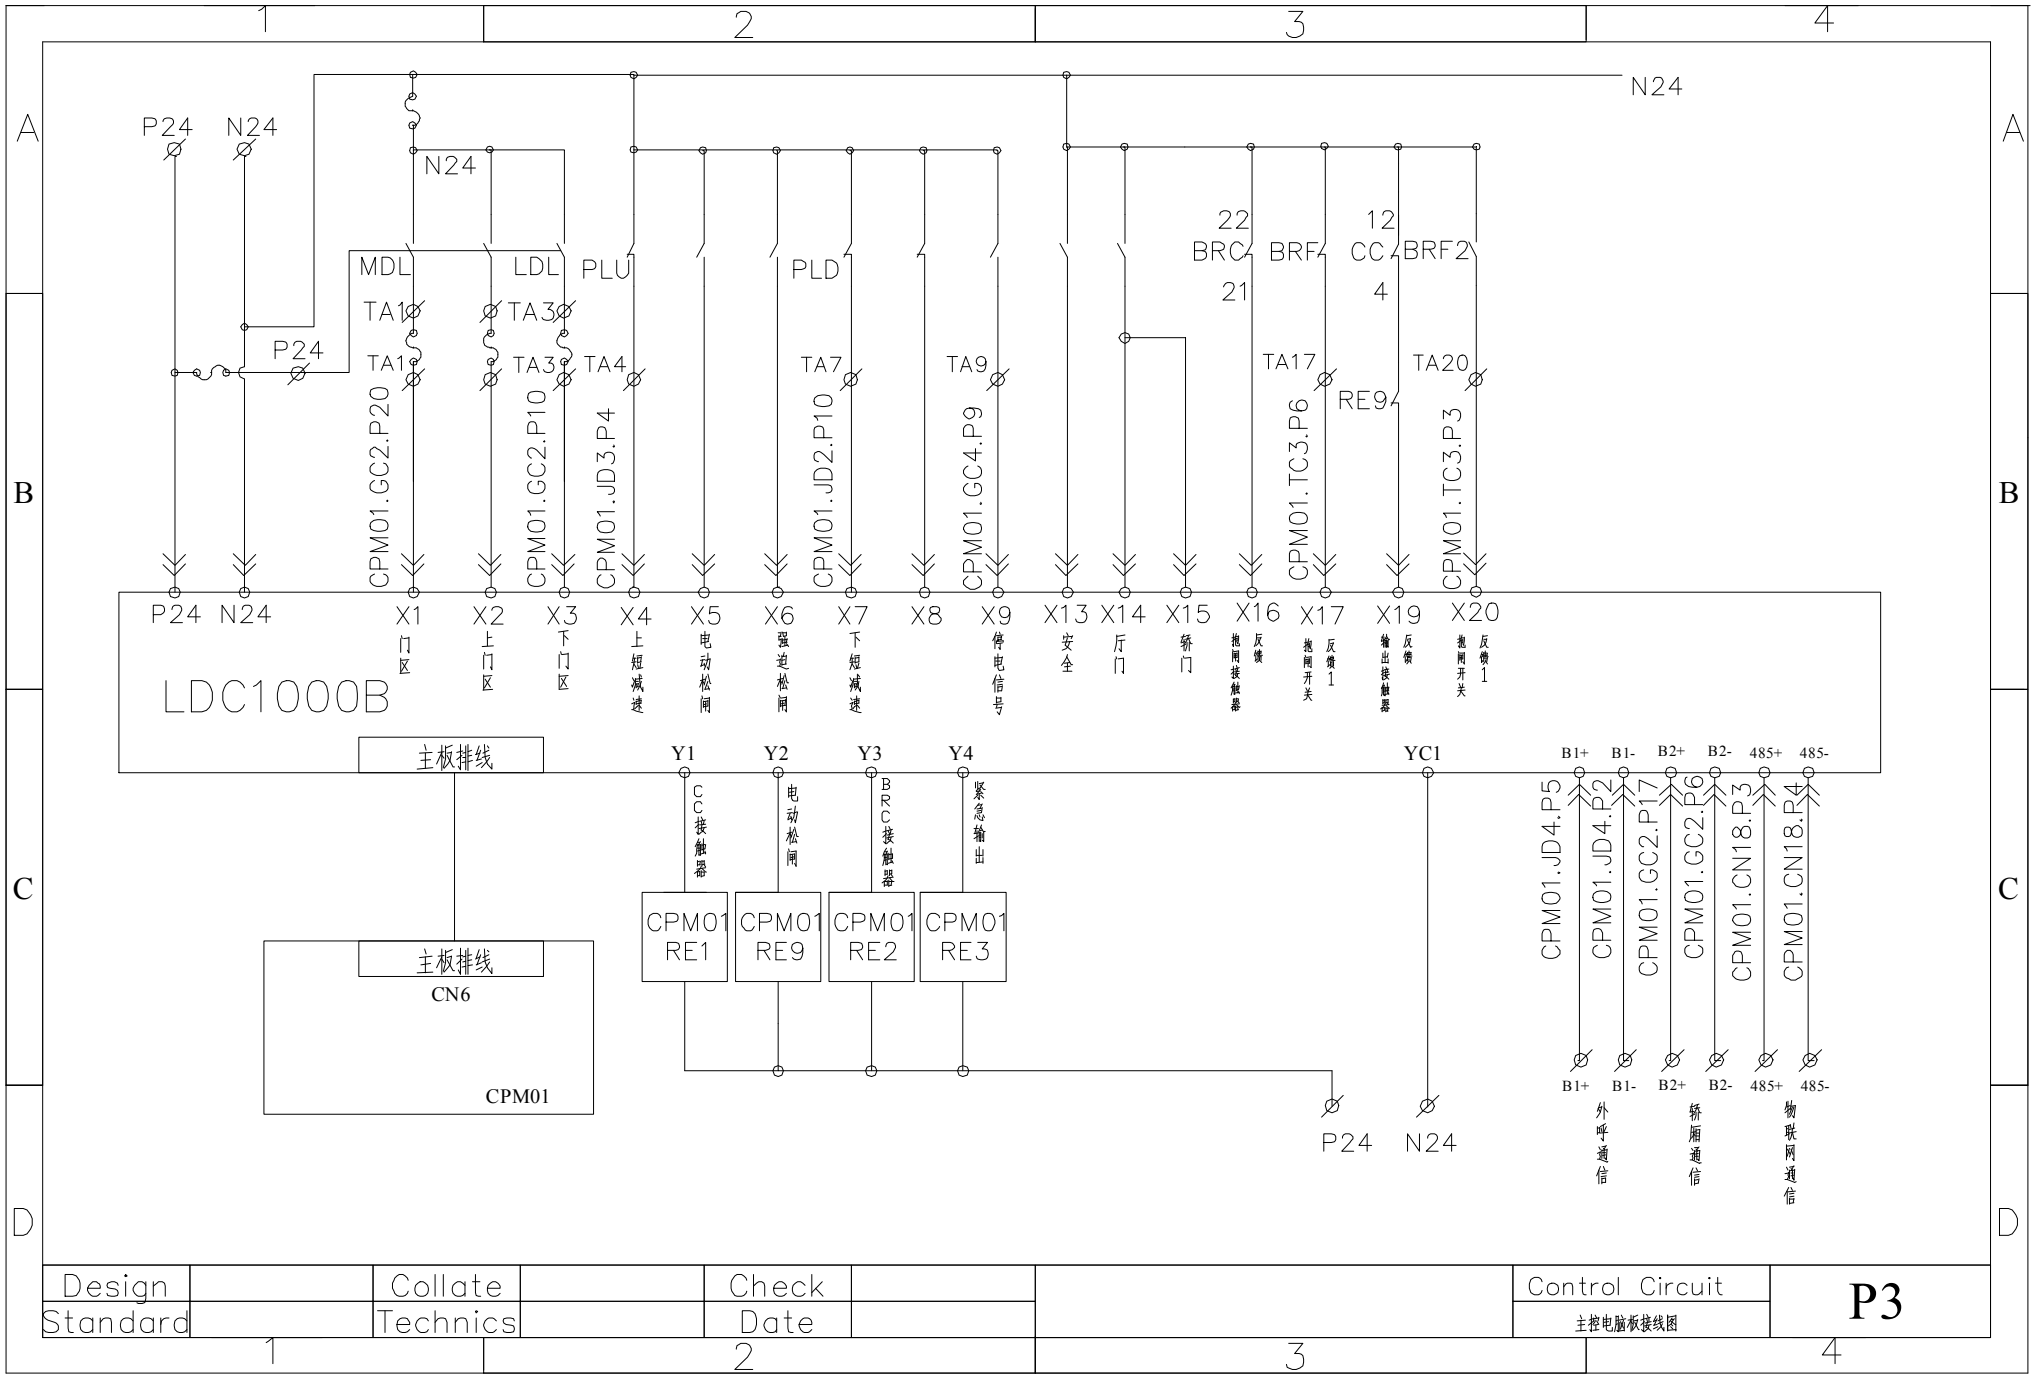 1 2 3 4
A A
B B
C C
D D
N24
P24 N24
N24
22 12
MDL LDL PLU PLD BRC BRF CC BRF2
21 4
TA1 TA3
P24
TA1 TA3 TA4 TA7 TA9 TA17 TA20
RE9
CPM01.GC2.P20
CPM01.GC2.P10
CPM01.JD3.P4
CPM01.JD2.P10
CPM01.GC4.P9
CPM01.TC3.P6
CPM01.TC3.P3
P24 N24 X1 X2 X3 X4 X5 X6 X7 X8 X9 X13 X14 X15 X16 X17 X19 X20
门区
上门区
下门区
上短减速
电动松闸
强迫松闸
下短减速
停电信号
安全
厅门
轿门
抱闸接触器
反馈
抱闸开关
反馈1
输出接触器
反馈
抱闸开关
反馈1
LDC1000B
主板排线
Y1 Y2 Y3 Y4 YC1 B1+ B1- B2+ B2- 485+ 485-
CC接触器
电动松闸
BRC接触器
紧急输出
CPM01.JD4.P5
CPM01.JD4.P2
CPM01.GC2.P17
CPM01.GC2.P6
CPM01.CN18.P3
CPM01.CN18.P4
CPM01 CPM01 CPM01 CPM01
RE1 RE9 RE2 RE3
主板排线
CN6
CPM01
P24 N24
B1+ B1- B2+ B2- 485+ 485-
外呼通信
轿厢通信
物联网通信
Design Collate Check Control Circuit
Standard Technics Date 主控电脑板接线图
P3
1 2 3 4